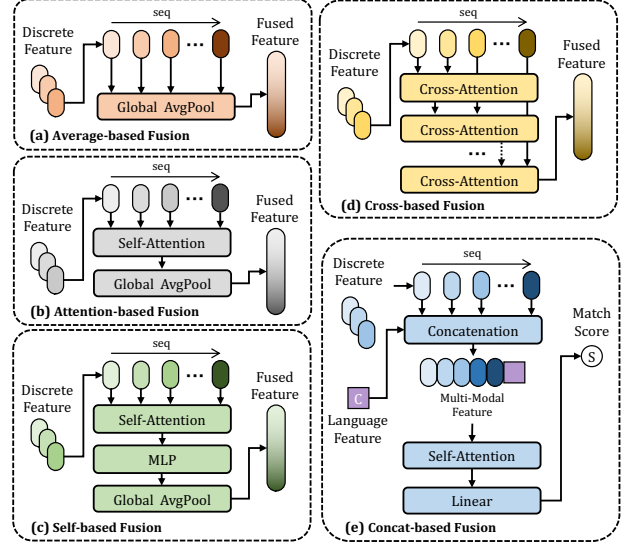 seq
Discrete
Feature
Fused
Feature
Global AvgPool
(a) Average-based Fusion
seq
Discrete
Feature
Fused
Feature
Self-Attention
Global AvgPool
(b) Attention-based Fusion
seq
Discrete
Feature
Fused
Feature
Self-Attention
MLP
Global AvgPool
(c) Self-based Fusion
seq
Discrete
Feature
Fused
Feature
Cross-Attention
Cross-Attention
...
Cross-Attention
(d) Cross-based Fusion
seq
Discrete
Feature
Concatenation
Match
Score
S
C
Language
Feature
Multi-Modal
Feature
Self-Attention
Linear
(e) Concat-based Fusion